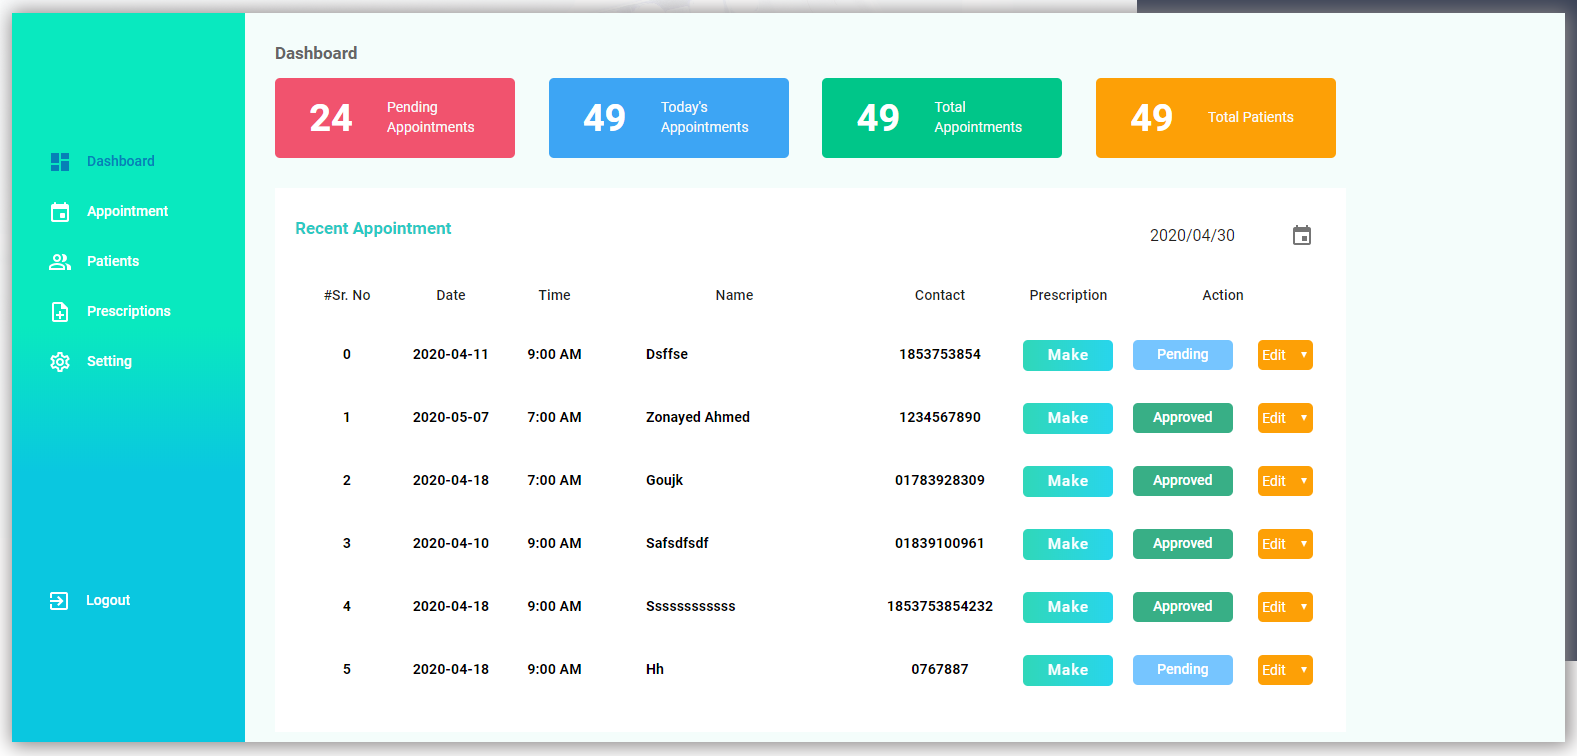 Dashboard
Appointment
Patients
Prescriptions
Setting
Logout
Dashboard
24 Pending Appointments
49 Today's Appointments
49 Total Appointments
49 Total Patients
Recent Appointment
2020/04/30
#Sr. No Date Time Name Contact Prescription Action
0 2020-04-11 9:00 AM Dsffse 1853753854 Make Pending Edit
1 2020-05-07 7:00 AM Zonayed Ahmed 1234567890 Make Approved Edit
2 2020-04-18 7:00 AM Goujk 01783928309 Make Approved Edit
3 2020-04-10 9:00 AM Safsdfsdf 01839100961 Make Approved Edit
4 2020-04-18 9:00 AM Sssssssssssss 1853753854232 Make Approved Edit
5 2020-04-18 9:00 AM Hh 0767887 Make Pending Edit